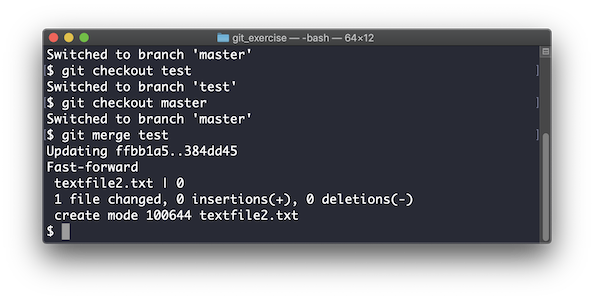 git_exercise — -bash — 64×12
Switched to branch 'master'
[$ git checkout test ]
Switched to branch 'test'
[$ git checkout master ]
Switched to branch 'master'
[$ git merge test ]
Updating ffbb1a5..384dd45
Fast-forward
 textfile2.txt | 0
 1 file changed, 0 insertions(+), 0 deletions(-)
 create mode 100644 textfile2.txt
$